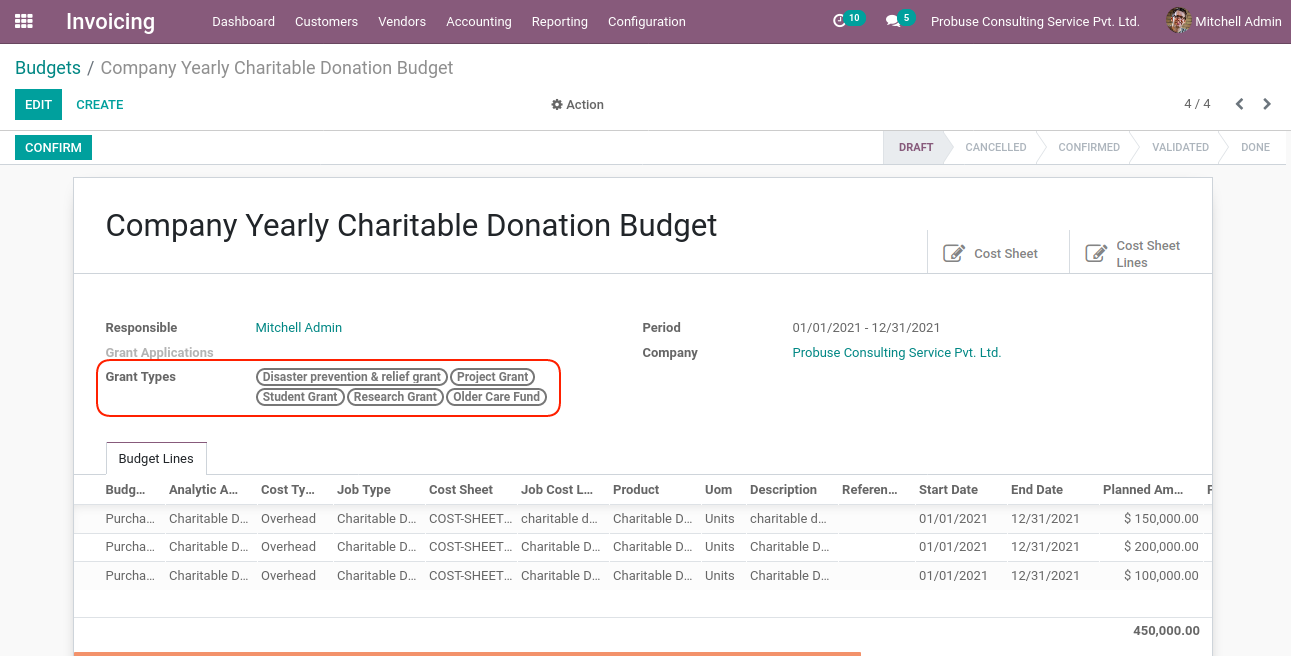 Invoicing Dashboard Customers Vendors Accounting Reporting Configuration 10 5 Probuse Consulting Service Pvt. Ltd. Mitchell Admin
Budgets / Company Yearly Charitable Donation Budget
EDIT CREATE Action 4 / 4
CONFIRM DRAFT CANCELLED CONFIRMED VALIDATED DONE
Company Yearly Charitable Donation Budget
Cost Sheet
Cost Sheet
Lines
Responsible Mitchell Admin Period 01/01/2021 - 12/31/2021
Grant Applications Company Probuse Consulting Service Pvt. Ltd.
Grant Types Disaster prevention & relief grant Project Grant
Student Grant Research Grant Older Care Fund
Budget Lines
Budg... Analytic A... Cost Ty... Job Type Cost Sheet Job Cost L... Product Uom Description Referen... Start Date End Date Planned Am...
Purcha... Charitable D... Overhead Charitable D... COST-SHEET... charitable d... Charitable D... Units charitable d... 01/01/2021 12/31/2021 $ 150,000.00
Purcha... Charitable D... Overhead Charitable D... COST-SHEET... Charitable D... Charitable D... Units Charitable D... 01/01/2021 12/31/2021 $ 200,000.00
Purcha... Charitable D... Overhead Charitable D... COST-SHEET... Charitable D... Charitable D... Units Charitable D... 01/01/2021 12/31/2021 $ 100,000.00
450,000.00